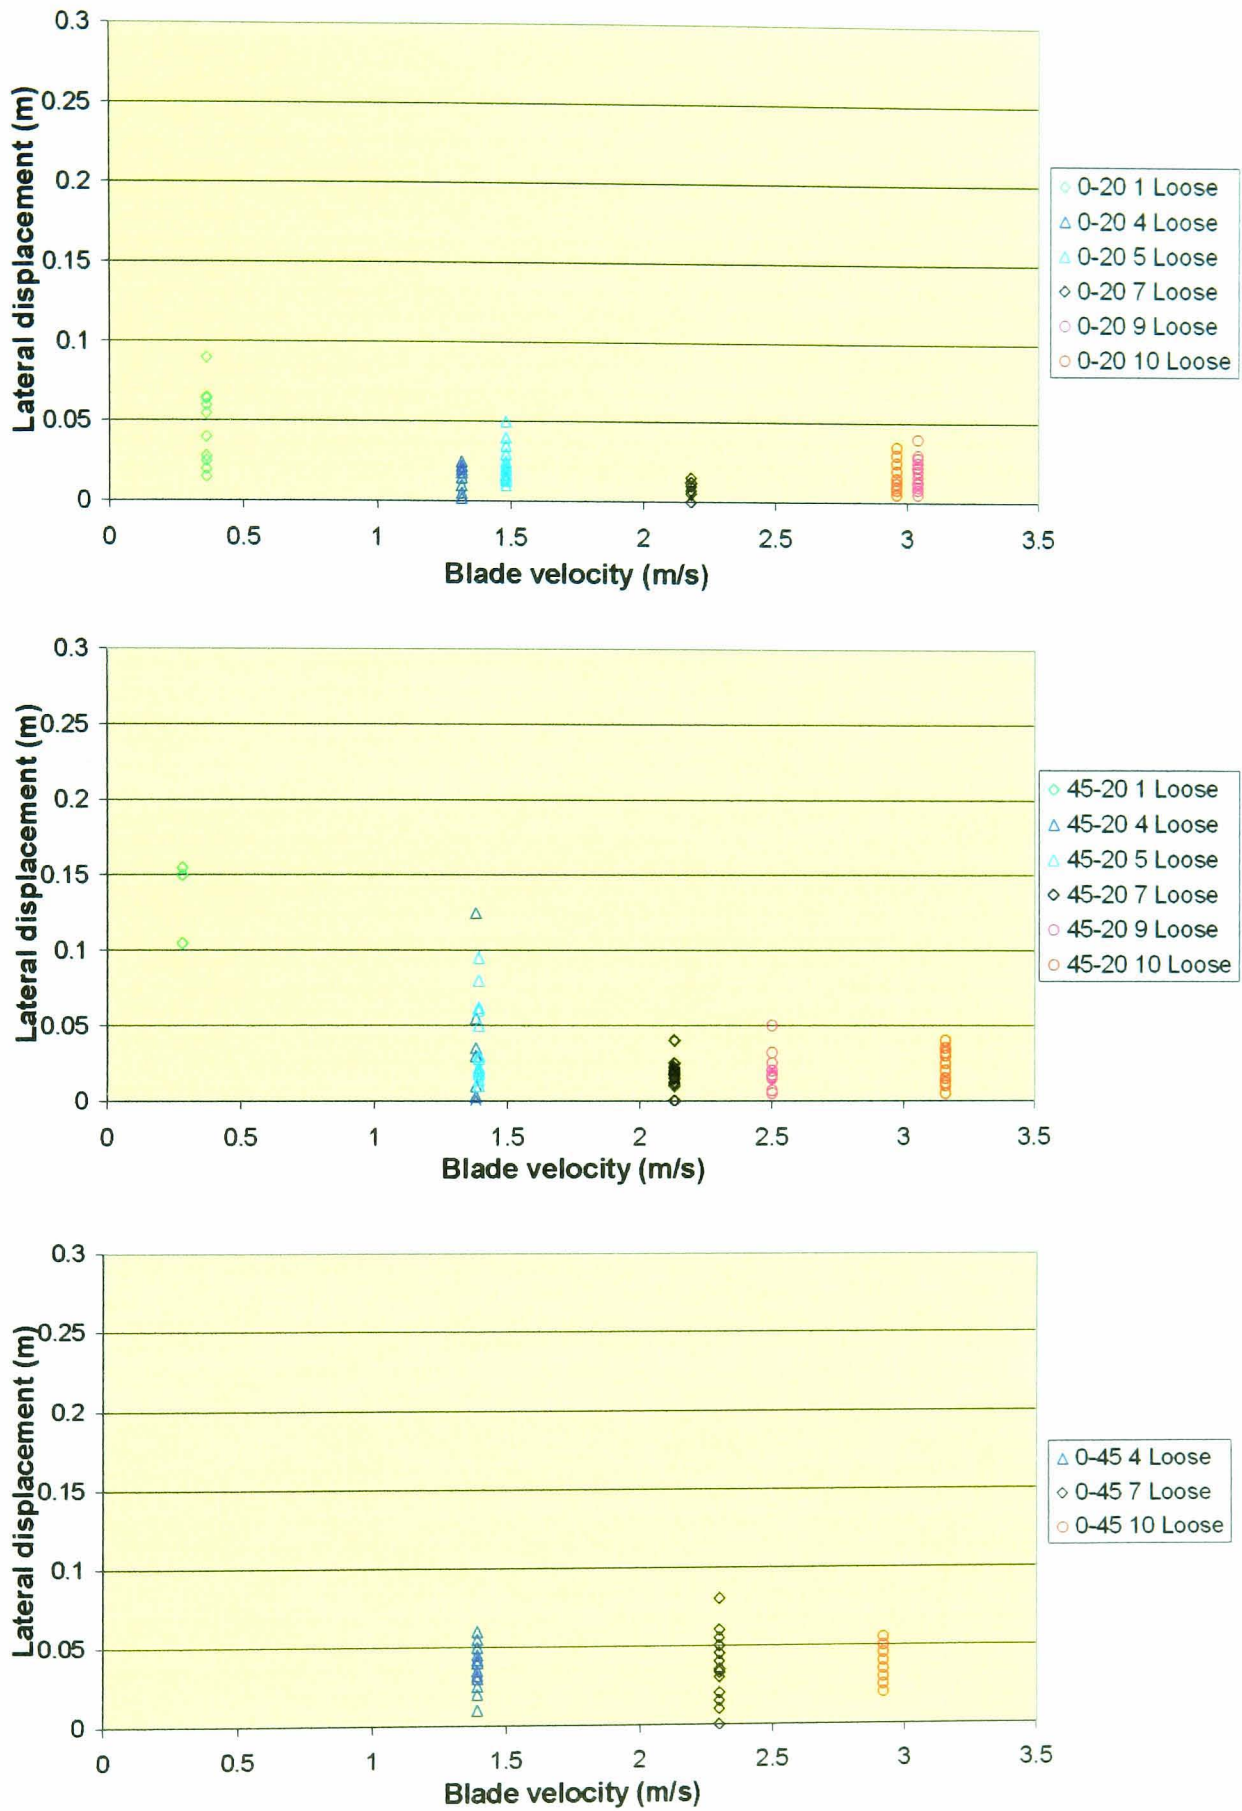 0.3
0.25
0.2
0.15
0.1
0.05
0
Lateral displacement (m)
0 0.5 1 1.5 2 2.5 3 3.5
Blade velocity (m/s)
0-20 1 Loose
0-20 4 Loose
0-20 5 Loose
0-20 7 Loose
0-20 9 Loose
0-20 10 Loose
0.3
0.25
0.2
0.15
0.1
0.05
0
Lateral displacement (m)
0 0.5 1 1.5 2 2.5 3 3.5
Blade velocity (m/s)
45-20 1 Loose
45-20 4 Loose
45-20 5 Loose
45-20 7 Loose
45-20 9 Loose
45-20 10 Loose
0.3
0.25
0.2
0.15
0.1
0.05
0
Lateral displacement (m)
0 0.5 1 1.5 2 2.5 3 3.5
Blade velocity (m/s)
0-45 4 Loose
0-45 7 Loose
0-45 10 Loose